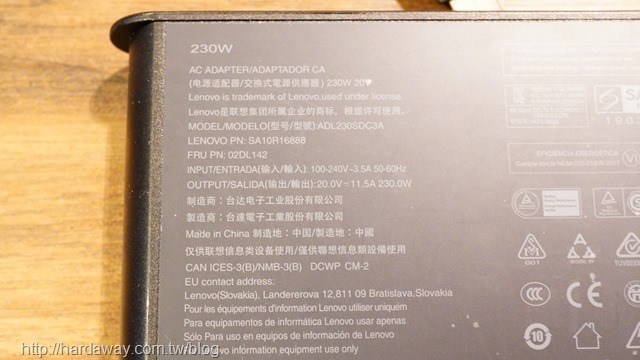 230W
AC ADAPTER/ADAPTADOR CA
(电源适配器/交換式電源供應器) 230W 20♥
Lenovo is trademark of Lenovo,used under license.
Lenovo是联想集团所属企业的商标。根据许可使用。
MODEL/MODELO(型号/型號):ADL230SDC3A
LENOVO PN: SA10R16888
FRU PN: 02DL142
INPUT/ENTRADA(输入/輸入): 100-240V~3.5A 50-60Hz
OUTPUT/SALIDA(输出/輸出): 20.0V⎓11.5A 230.0W
制造商：台达电子工业股份有限公司
製造商：台達電子工業股份有限公司
Made in China 制造地：中国/製造地：中國
仅供联想信息类设备使用/僅供聯想信息類設備使用
CAN ICES-3(B)/NMB-3(B) DCWP CM-2
EU contact address:
Lenovo(Slovakia), Landererova 12,811 09 Bratislava,Slovakia
Pour les équipements d'information Lenovo utiliser uniquem
Para equipamentos de informática Lenovo usar apenas
Sólo Para uso en equipos de información de Lenovo
Lenovo information equipment use only
EFICIENCIA ENERGETICA
V
001
CCC
CE
10
http://hardaway.com.tw/blog